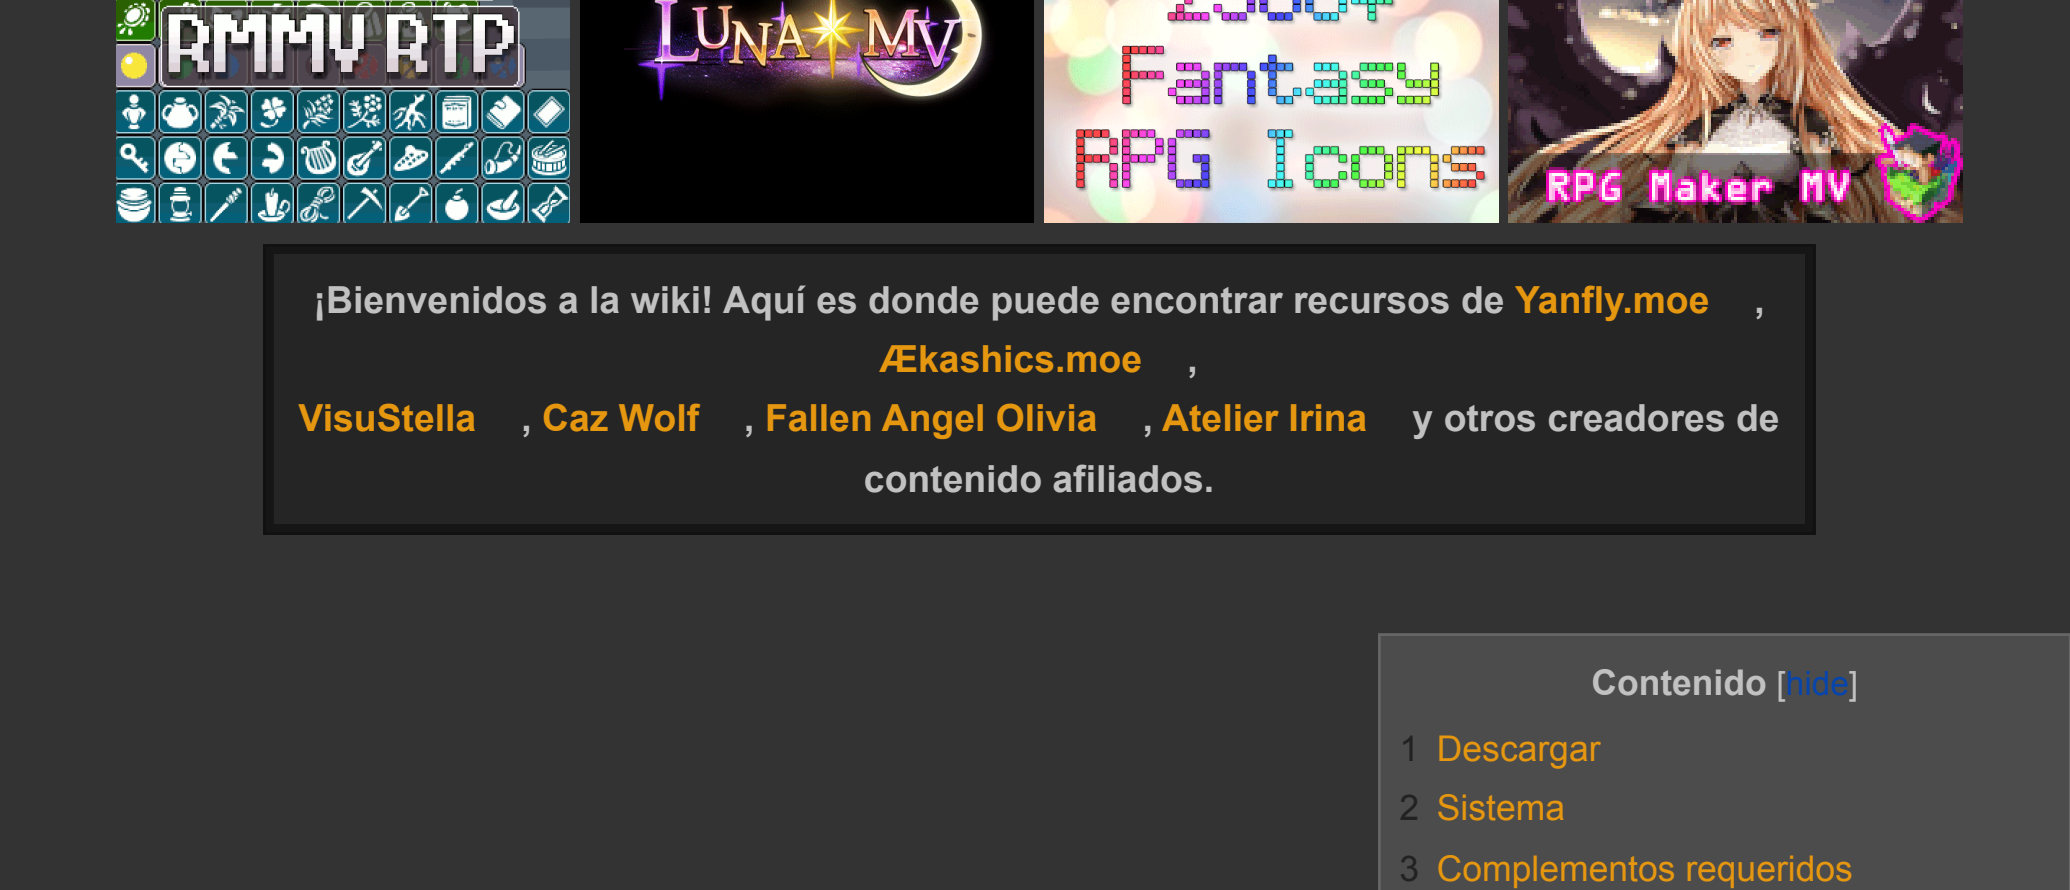 RMMV RTP
LUNA MV
Fantasy
RPG Icons
RPG Maker MV
¡Bienvenidos a la wiki! Aquí es donde puede encontrar recursos de Yanfly.moe ,
Ækashics.moe ,
VisuStella , Caz Wolf , Fallen Angel Olivia , Atelier Irina y otros creadores de
contenido afiliados.
Contenido [hide]
1 Descargar
2 Sistema
3 Complementos requeridos